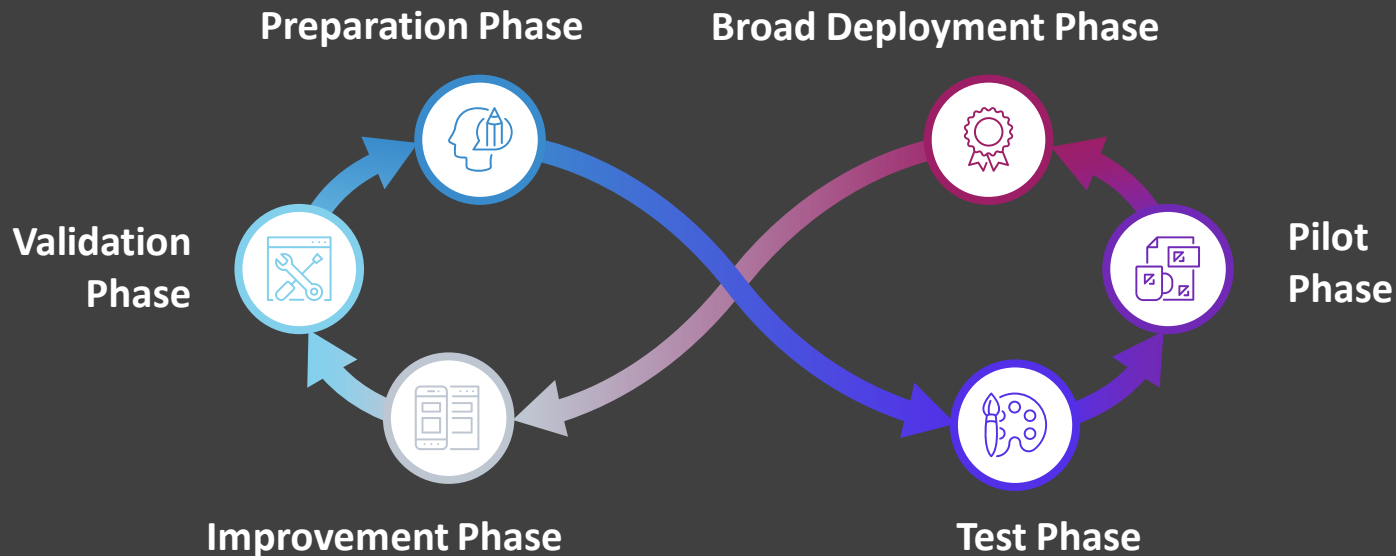 Preparation Phase
Broad Deployment Phase
Validation
Phase
Pilot
Phase
Improvement Phase
Test Phase